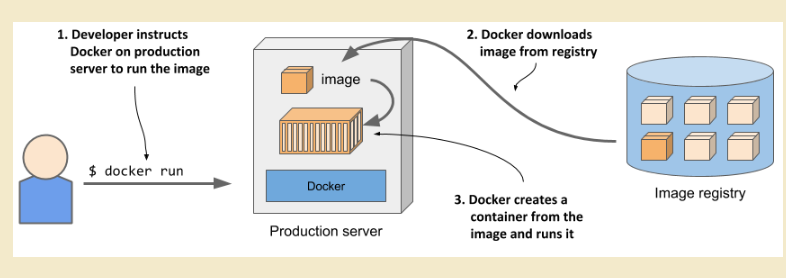 1. Developer instructs
Docker on production
server to run the image
2. Docker downloads
image from registry
image
$ docker run
Docker
3. Docker creates a
container from the
image and runs it
Image registry
Production server